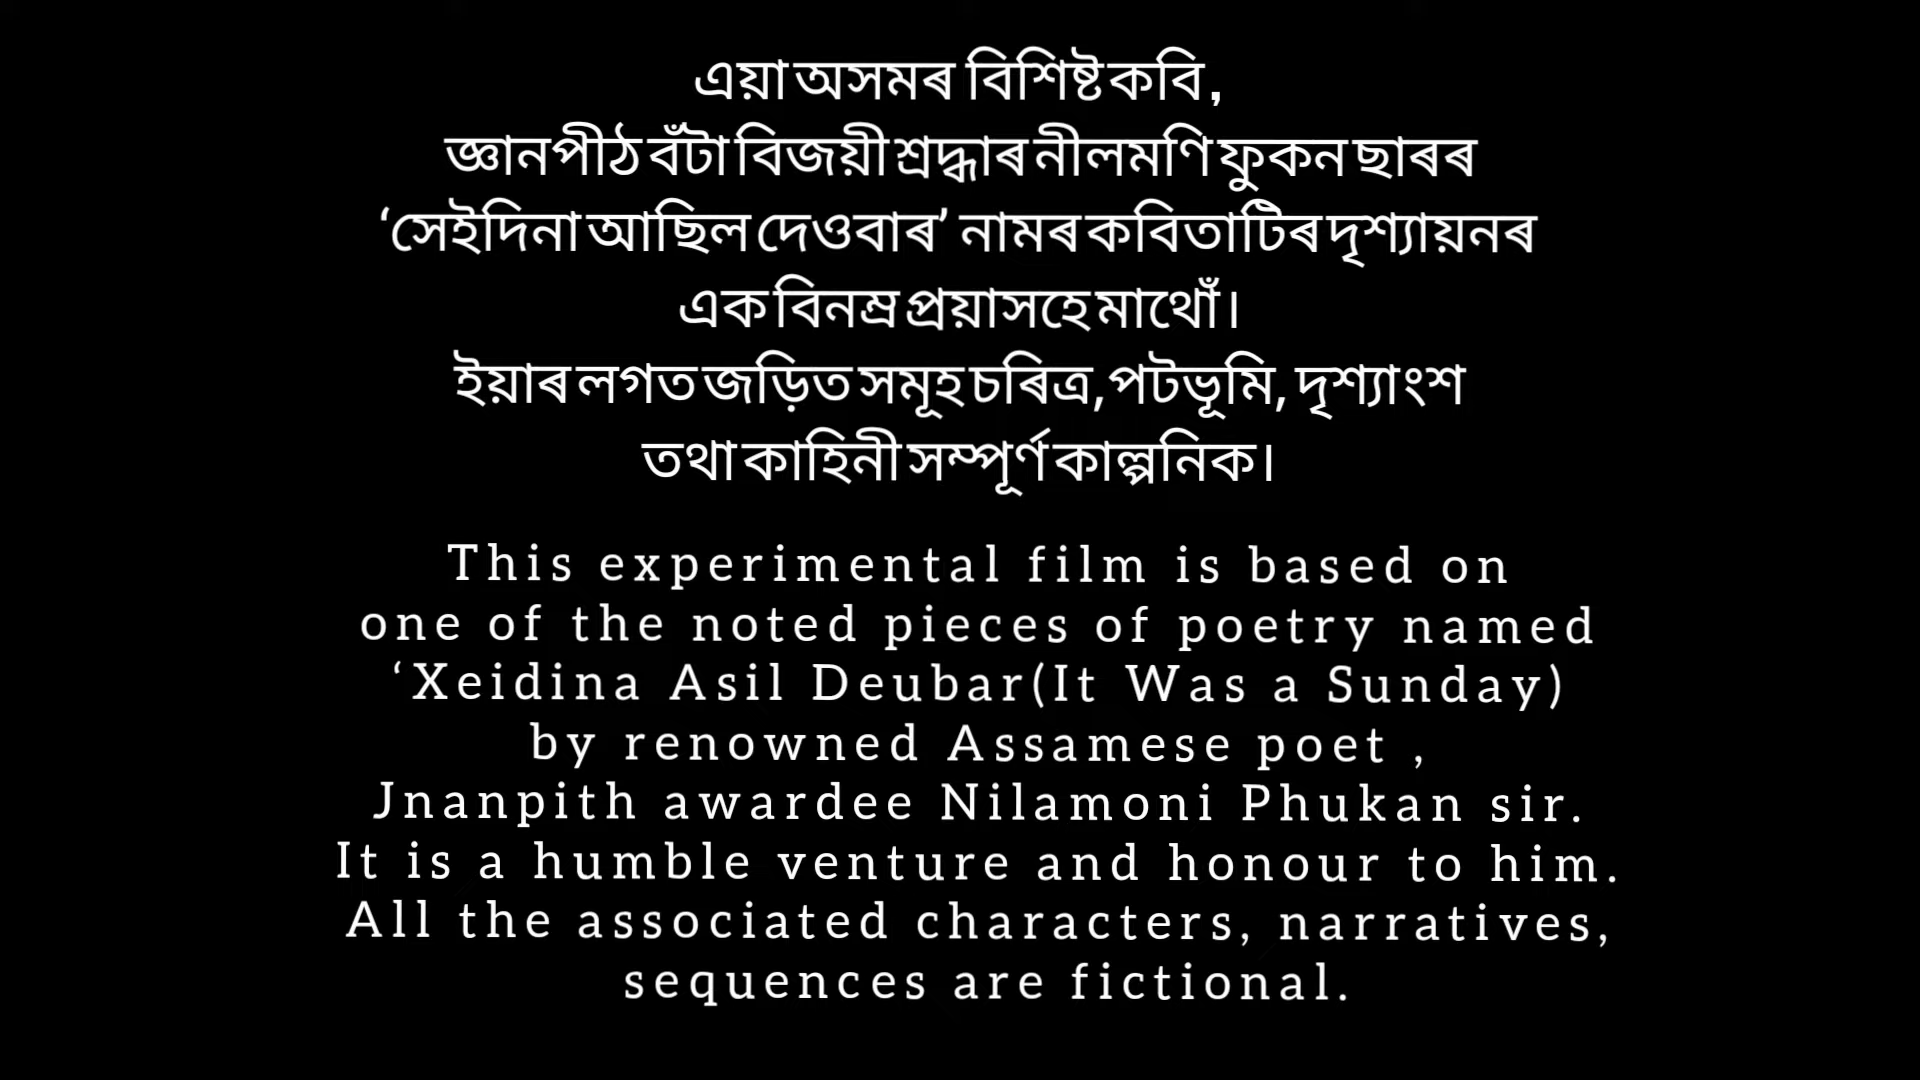 এয়া অসমৰ বিশিষ্ট কবি,
জ্ঞানপীঠ বঁটা বিজয়ী শ্ৰদ্ধাৰ নীলমণি ফুকন ছাৰৰ
‘সেইদিনা আছিল দেওবাৰ’ নামৰ কবিতাটিৰ দৃশ্যায়নৰ
এক বিনম্ৰ প্ৰয়াসহে মাথোঁ।
ইয়াৰ লগত জড়িত সমূহ চৰিত্ৰ, পটভূমি, দৃশ্যাংশ
তথা কাহিনী সম্পূৰ্ণ কাল্পনিক।
This experimental film is based on
one of the noted pieces of poetry named
‘Xeidina Asil Deubar(It Was a Sunday)
by renowned Assamese poet ,
Jnanpith awardee Nilamoni Phukan sir.
It is a humble venture and honour to him.
All the associated characters, narratives,
sequences are fictional.